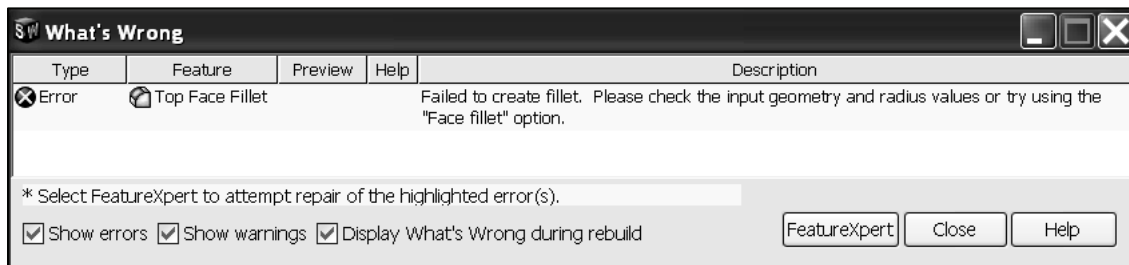 SW What's Wrong
Type Feature Preview Help Description
Error Top Face Fillet Failed to create fillet. Please check the input geometry and radius values or try using the
"Face fillet" option.
* Select FeatureXpert to attempt repair of the highlighted error(s).
Show errors Show warnings Display What's Wrong during rebuild FeatureXpert Close Help